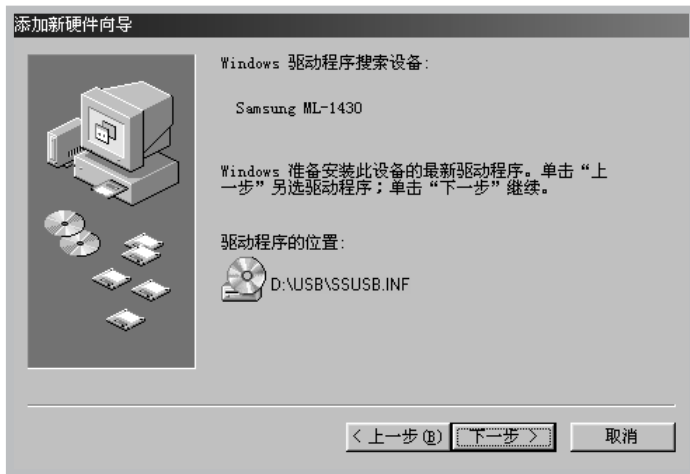 添加新硬件向导
Windows 驱动程序搜索设备:
Samsung ML-1430
Windows 准备安装此设备的最新驱动程序。单击“上
一步”另选驱动程序；单击“下一步”继续。
驱动程序的位置:
D:\USB\SSUSB.INF
< 上一步(B) 下一步 > 取消